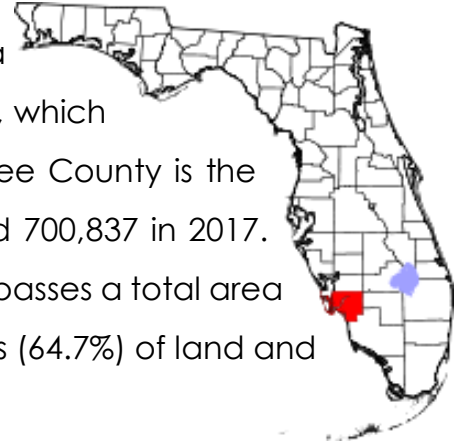 , which
ee County is the
d 700,837 in 2017.
passes a total area
s (64.7%) of land and